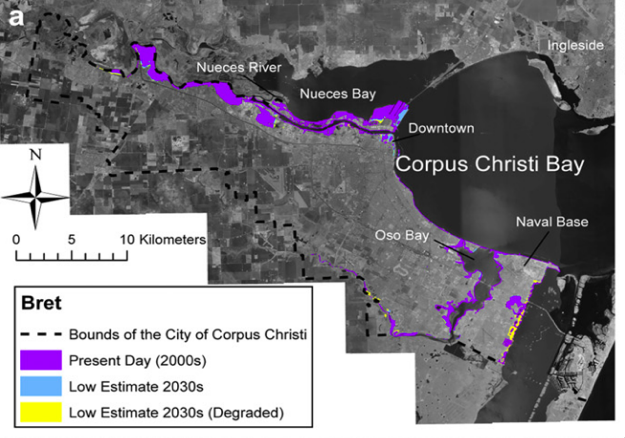 a
Ingleside
Nueces River
Nueces Bay
Downtown
Corpus Christi Bay
N
Naval Base
Oso Bay
0 5 10 Kilometers
Bret
Bounds of the City of Corpus Christi
Present Day (2000s)
Low Estimate 2030s
Low Estimate 2030s (Degraded)